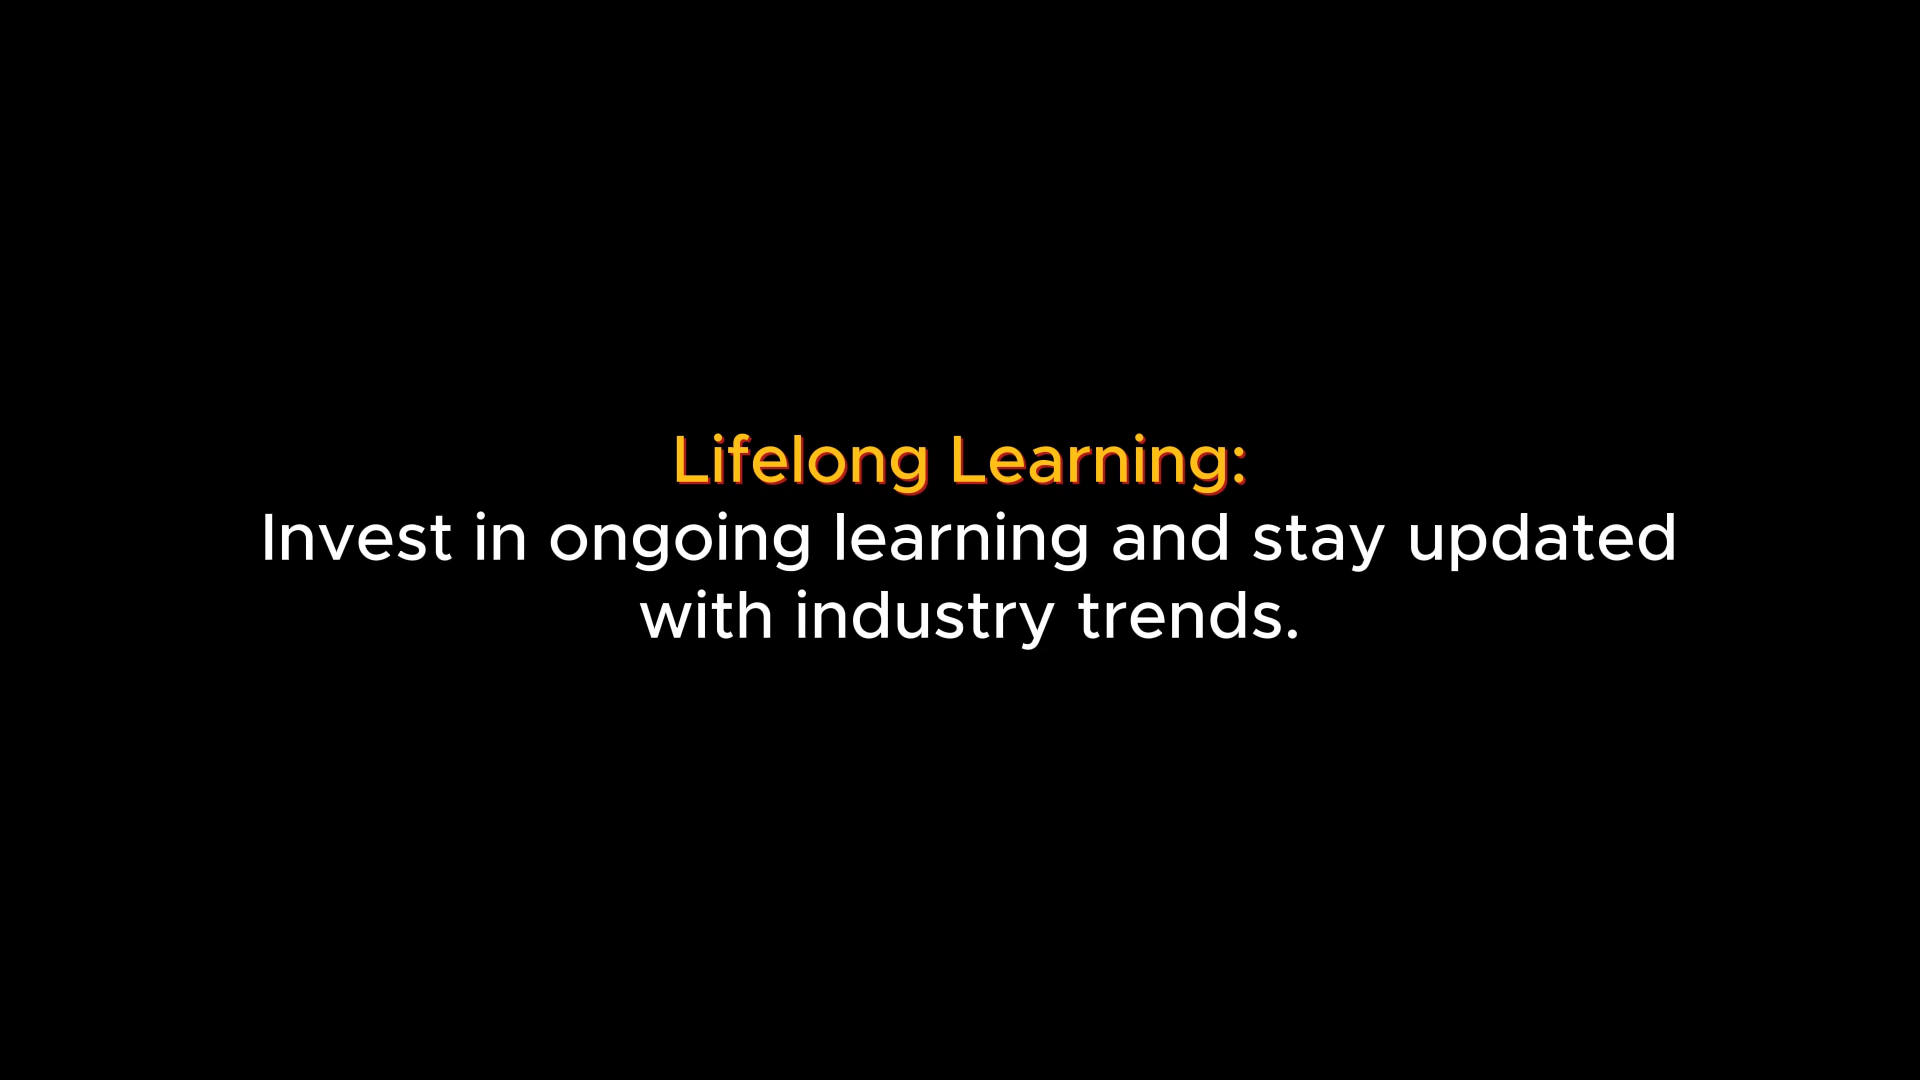 Lifelong Learning:
Invest in ongoing learning and stay updated
with industry trends.